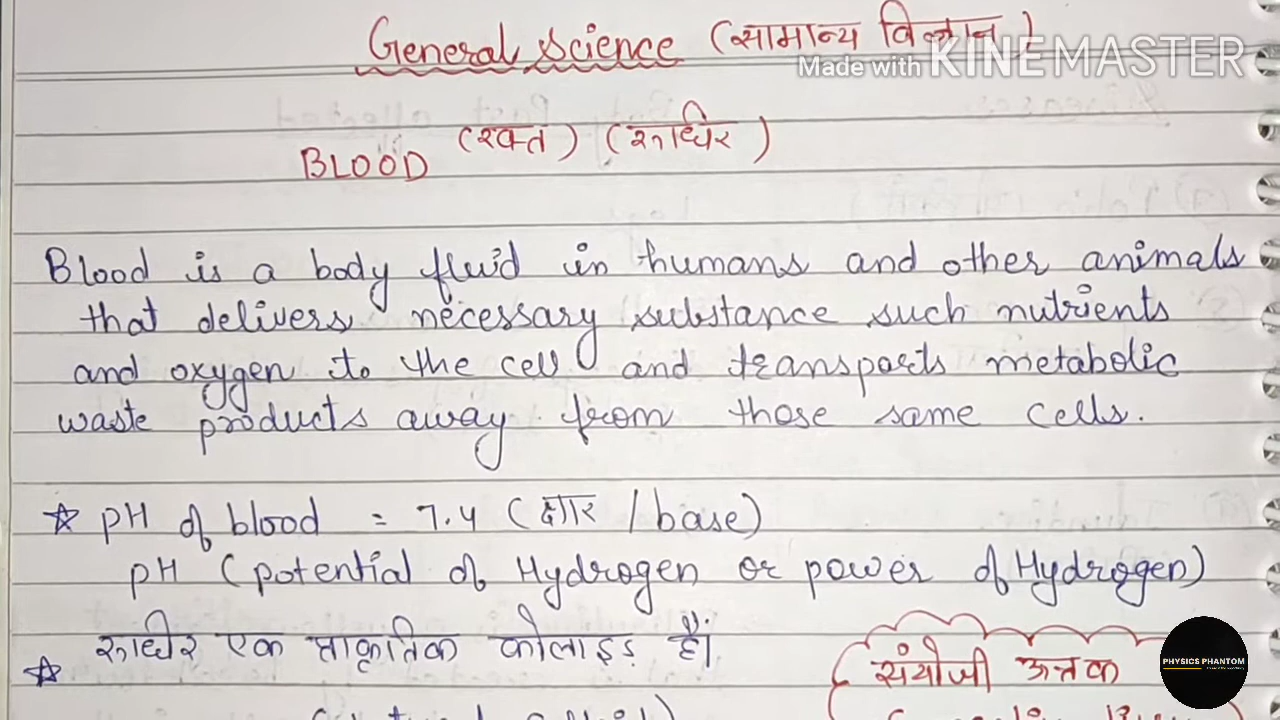 General Science (सामान्य विज्ञान)
Made with KINEMASTER
BLOOD (रक्त) (रूधिर)
Blood is a body fluid in humans and other animals
that delivers necessary substance such nutrients
and oxygen to the cell and transports metabolic
waste products away from those same cells.
☆ pH of blood = 7.4 (क्षार / base)
pH (potential of Hydrogen or power of Hydrogen)
☆ रूधिर एक प्राकृतिक कोलाइड है।
संयोजी ऊत्तक
PHYSICS PHANTOM